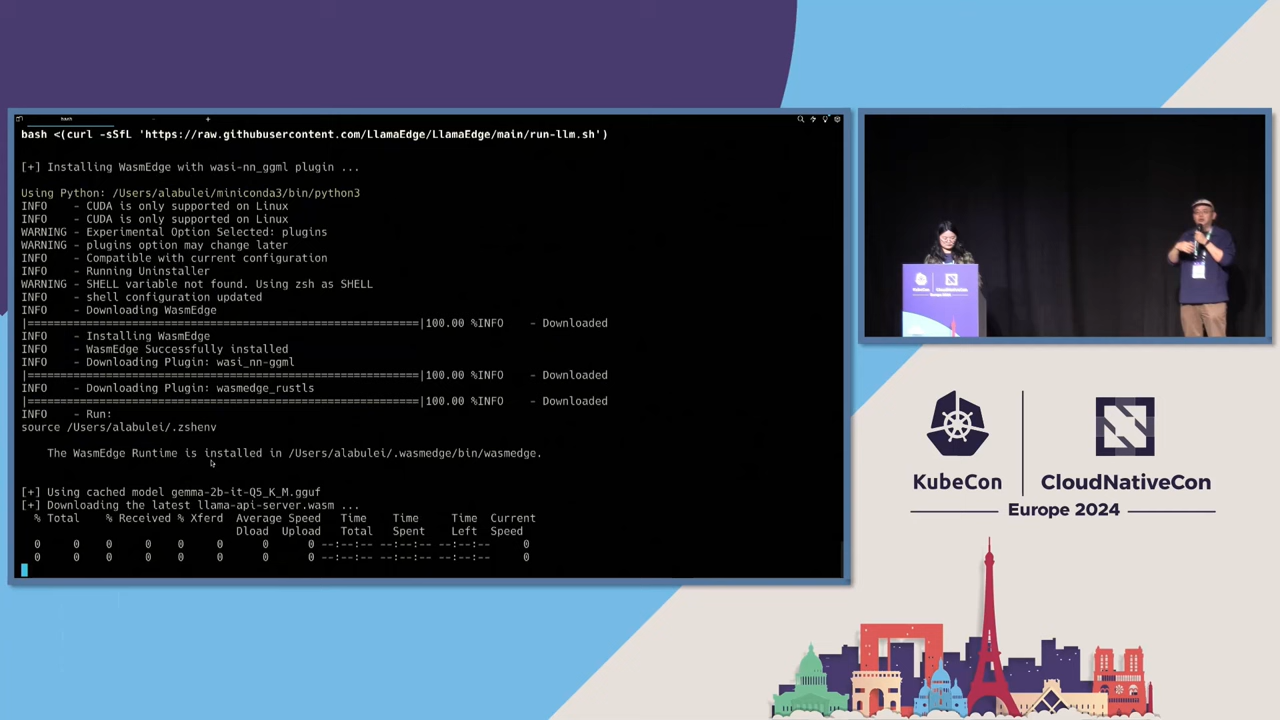 bash
bash <(curl -sSfL 'https://raw.githubusercontent.com/LlamaEdge/LlamaEdge/main/run-llm.sh')
[+] Installing WasmEdge with wasi-nn_ggml plugin ...
Using Python: /Users/alabulei/miniconda3/bin/python3
INFO - CUDA is only supported on Linux
INFO - CUDA is only supported on Linux
WARNING - Experimental Option Selected: plugins
WARNING - plugins option may change later
INFO - Compatible with current configuration
INFO - Running Uninstaller
WARNING - SHELL variable not found. Using zsh as SHELL
INFO - shell configuration updated
INFO - Downloading WasmEdge
|============================================================|100.00 %INFO - Downloaded
INFO - Installing WasmEdge
INFO - WasmEdge Successfully installed
INFO - Downloading Plugin: wasi_nn-ggml
|============================================================|100.00 %INFO - Downloaded
INFO - Downloading Plugin: wasmedge_rustls
|============================================================|100.00 %INFO - Downloaded
INFO - Run:
source /Users/alabulei/.zshenv
The WasmEdge Runtime is installed in /Users/alabulei/.wasmedge/bin/wasmedge.
[+] Using cached model gemma-2b-it-Q5_K_M.gguf
[+] Downloading the latest llama-api-server.wasm ...
% Total % Received % Xferd Average Speed Time Time Time Current
Dload Upload Total Spent Left Speed
0 0 0 0 0 0 0 0 --:--:-- --:--:-- --:--:-- 0
0 0 0 0 0 0 0 0 --:--:-- --:--:-- --:--:-- 0
KubeCon
CloudNativeCon
Europe 2024
KubeCon
CloudNativeCon
Europe 2024